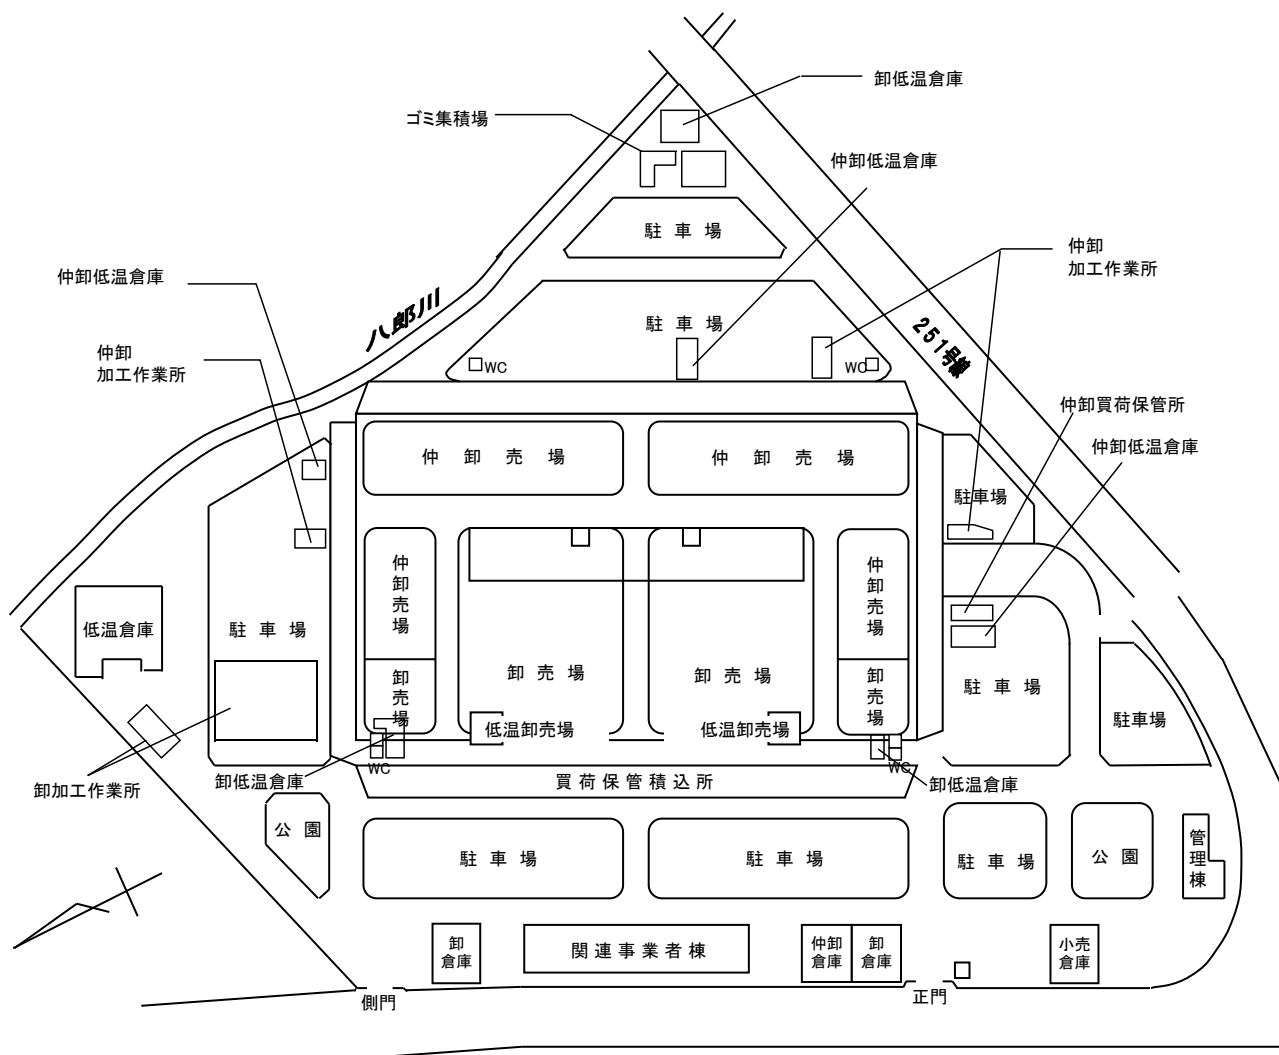 卸低温倉庫
ゴミ集積場
仲卸低温倉庫
駐車場
仲卸
加工作業所
仲卸低温倉庫
八郎川
駐車場
251号線
仲卸
加工作業所
WC
WC
仲卸買荷保管所
仲卸低温倉庫
仲卸売場
仲卸売場
駐車場
仲卸売場
仲卸売場
低温倉庫
駐車場
卸売場
卸売場
卸売場
卸売場
駐車場
駐車場
低温卸売場
低温卸売場
WC
WC
卸加工作業所
卸低温倉庫
買荷保管積込所
卸低温倉庫
公園
駐車場
駐車場
駐車場
公園
管理棟
卸
倉庫
関連事業者棟
仲卸
倉庫
卸
倉庫
小売
倉庫
側門
正門